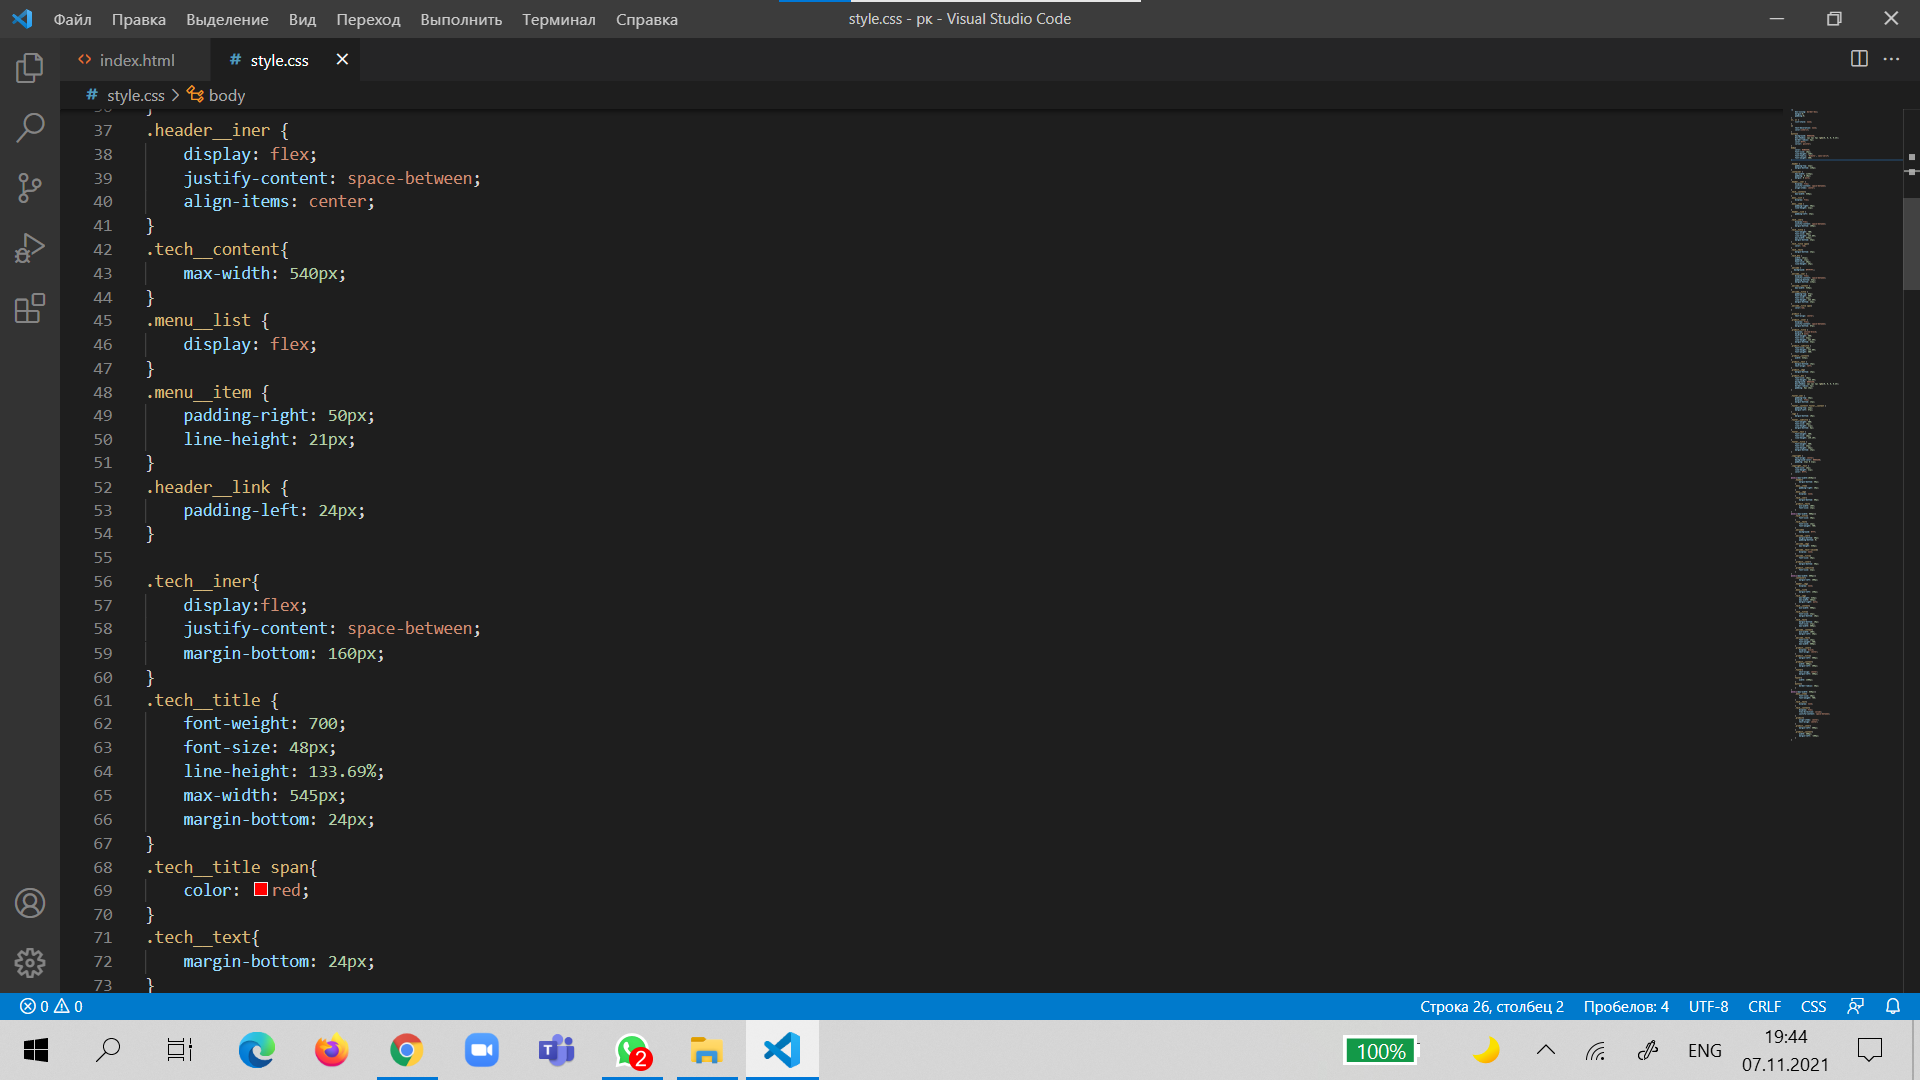 Файл Правка Выделение Вид Переход Выполнить Терминал Справка
style.css - рк - Visual Studio Code
index.html
# style.css
# style.css > body
37 .header__iner {
38 display: flex;
39 justify-content: space-between;
40 align-items: center;
41 }
42 .tech__content{
43 max-width: 540px;
44 }
45 .menu__list {
46 display: flex;
47 }
48 .menu__item {
49 padding-right: 50px;
50 line-height: 21px;
51 }
52 .header__link {
53 padding-left: 24px;
54 }
55
56 .tech__iner{
57 display:flex;
58 justify-content: space-between;
59 margin-bottom: 160px;
60 }
61 .tech__title {
62 font-weight: 700;
63 font-size: 48px;
64 line-height: 133.69%;
65 max-width: 545px;
66 margin-bottom: 24px;
67 }
68 .tech__title span{
69 color: red;
70 }
71 .tech__text{
72 margin-bottom: 24px;
73 }
0 0
Строка 26, столбец 2 Пробелов: 4 UTF-8 CRLF CSS
2
100%
ENG
19:44
07.11.2021